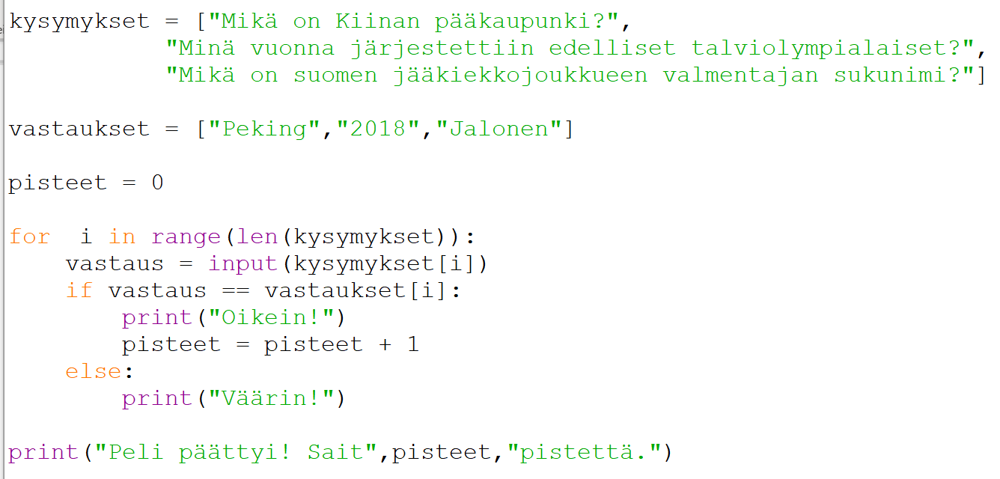 kysymykset = ["Mikä on Kiinan pääkaupunki?",
           "Minä vuonna järjestettiin edelliset talviolympialaiset?",
           "Mikä on suomen jääkiekkojoukkueen valmentajan sukunimi?"]
vastaukset = ["Peking","2018","Jalonen"]
pisteet = 0
for  i in range(len(kysymykset)):
    vastaus = input(kysymykset[i])
    if vastaus == vastaukset[i]:
        print("Oikein!")
        pisteet = pisteet + 1
    else:
        print("Väärin!")
print("Peli päättyi! Sait",pisteet,"pistettä.")